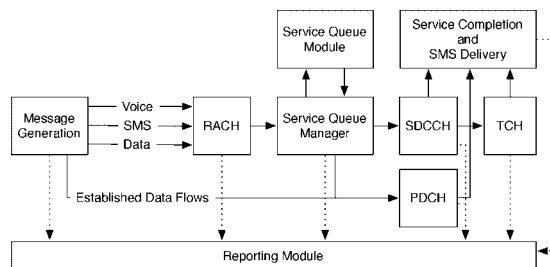 Service Queue
Module
Service Completion
and
SMS Delivery
Message
Generation
Voice
SMS
Data
RACH
Service Queue
Manager
SDCCH
TCH
Established Data Flows
PDCH
Reporting Module